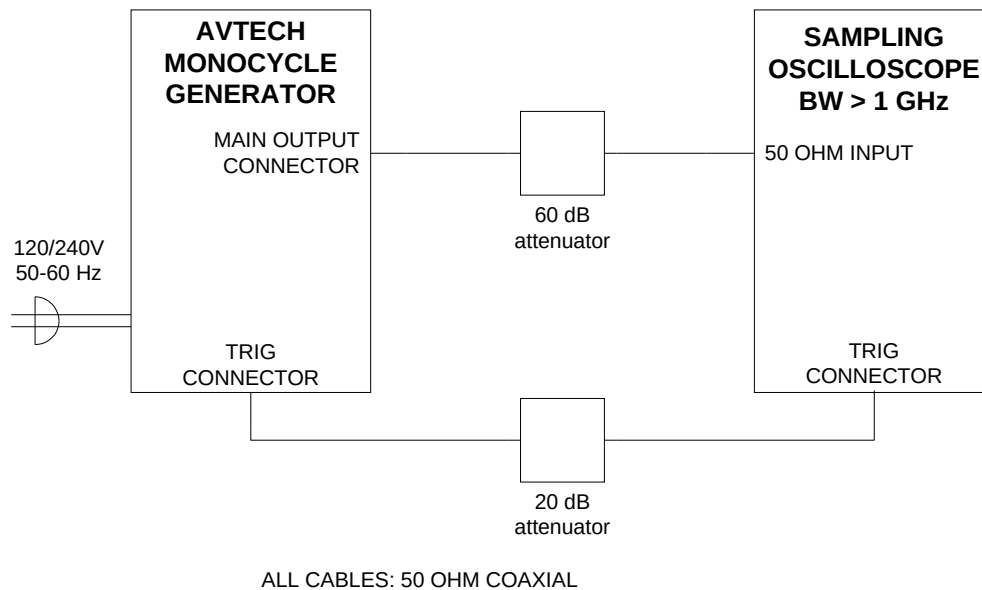 AVTECH
MONOCYCLE
GENERATOR
MAIN OUTPUT
CONNECTOR
SAMPLING
OSCILLOSCOPE
BW > 1 GHz
50 OHM INPUT
60 dB
attenuator
120/240V
50-60 Hz
TRIG
CONNECTOR
TRIG
CONNECTOR
20 dB
attenuator
ALL CABLES: 50 OHM COAXIAL